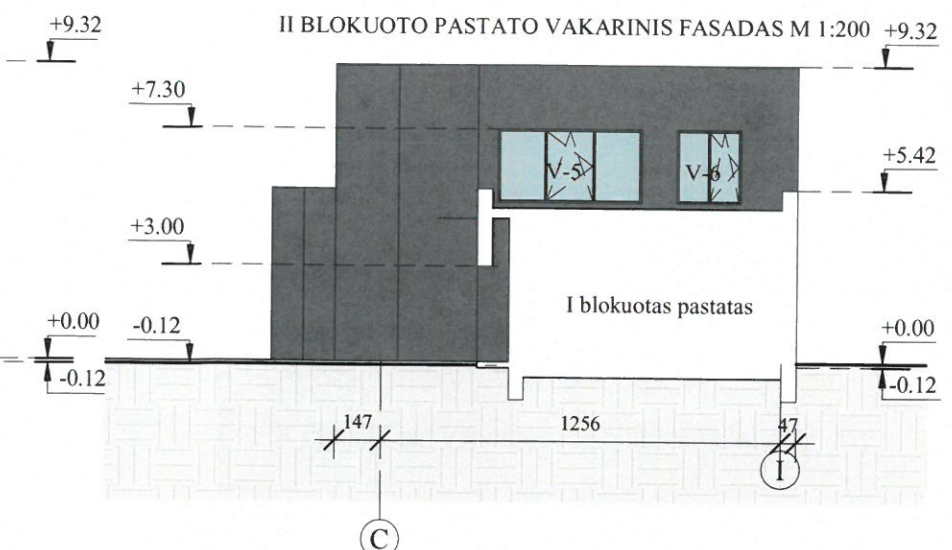 II BLOKUOTO PASTATO VAKARINIS FASADAS M 1:200
+9.32
+9.32
+7.30
+5.42
V-5
V-6
+3.00
I blokuotas pastatas
+0.00
-0.12
+0.00
-0.12
-0.12
147
1256
47
I
C